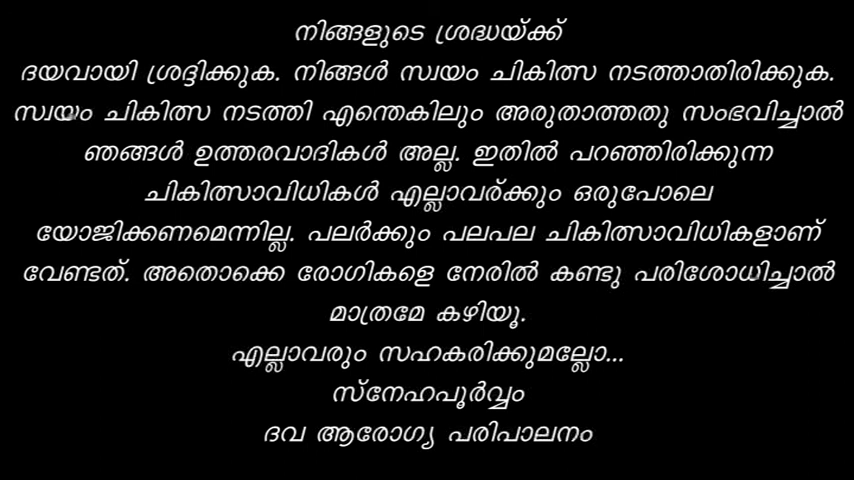 നിങ്ങളുടെ ശ്രദ്ധയ്ക്ക്
ദയവായി ശ്രദ്ദിക്കുക. നിങ്ങൾ സ്വയം ചികിത്സ നടത്താതിരിക്കുക.
സ്വയം ചികിത്സ നടത്തി എന്തെകിലും അരുതാത്തതു സംഭവിച്ചാൽ
ഞങ്ങൾ ഉത്തരവാദികൾ അല്ല. ഇതിൽ പറഞ്ഞിരിക്കുന്ന
ചികിത്സാവിധികൾ എല്ലാവര്ക്കും ഒരുപോലെ
യോജിക്കണമെന്നില്ല. പലർക്കും പലപല ചികിത്സാവിധികളാണ്
വേണ്ടത്. അതൊക്കെ രോഗികളെ നേരിൽ കണ്ടു പരിശോധിച്ചാൽ
മാത്രമേ കഴിയൂ.
എല്ലാവരും സഹകരിക്കുമല്ലോ...
സ്നേഹപൂർവ്വം
ദവ ആരോഗ്യ പരിപാലനം